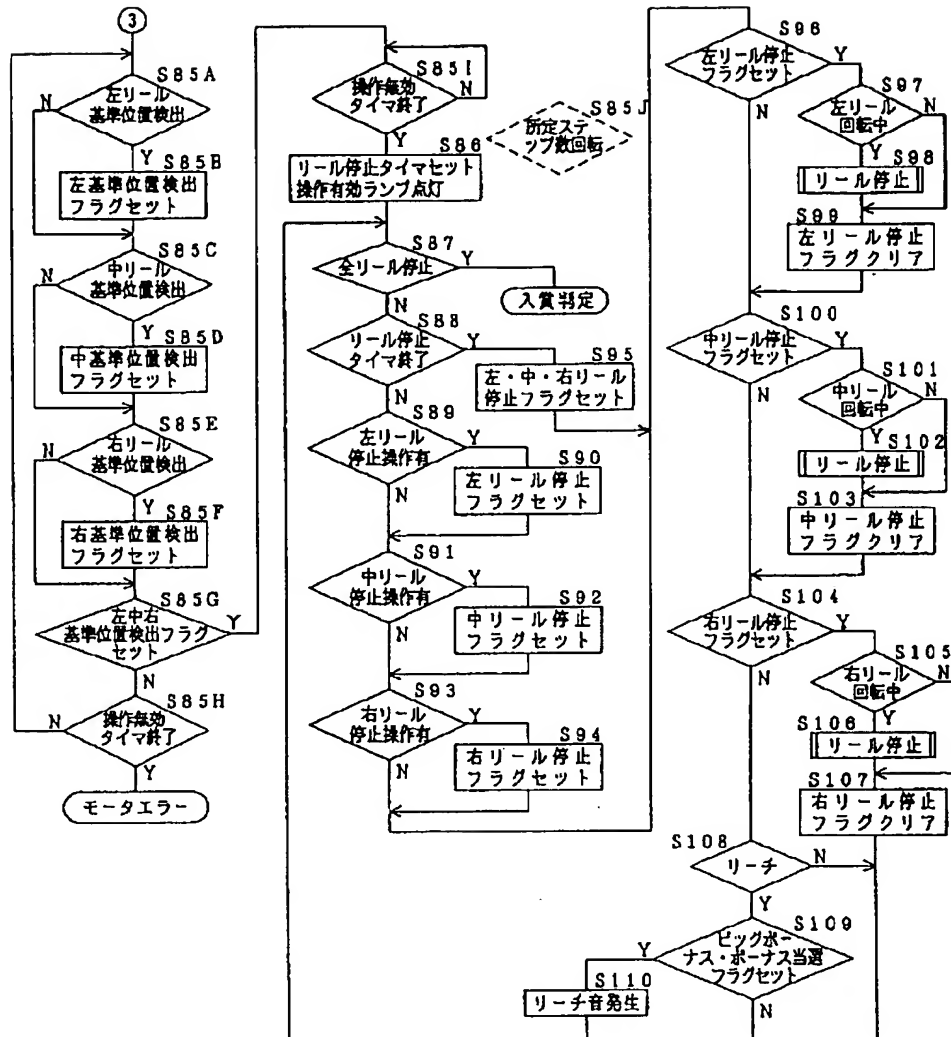 3
S85A
左リール
基準位置検出
N
Y
S85B
左基準位置検出
フラグセット
S85C
中リール
基準位置検出
N
Y
S85D
中基準位置検出
フラグセット
S85E
右リール
基準位置検出
N
Y
S85F
右基準位置検出
フラグセット
S85G
左中右
基準位置検出フラグ
セット
Y
N
S85H
操作無効
タイマ終了
N
Y
モータエラー
S85I
操作無効
タイマ終了
N
Y
S85J
所定ステ
ップ数回転
S86
リール停止タイマセット
操作有効ランプ点灯
S87
全リール停止
Y
N
入賞判定
S88
リール停止
タイマ終了
Y
N
S95
左・中・右リール
停止フラグセット
S89
左リール
停止操作有
Y
N
S90
左リール停止
フラグセット
S91
中リール
停止操作有
Y
N
S92
中リール停止
フラグセット
S93
右リール
停止操作有
Y
N
S94
右リール停止
フラグセット
S96
左リール停止
フラグセット
Y
N
S97
左リール
回転中
N
Y
S98
リール停止
S99
左リール停止
フラグクリア
S100
中リール停止
フラグセット
Y
N
S101
中リール
回転中
N
Y
S102
リール停止
S103
中リール停止
フラグクリア
S104
右リール停止
フラグセット
Y
N
S105
右リール
回転中
N
Y
S106
リール停止
S107
右リール停止
フラグクリア
S108
リーチ
N
Y
S109
ビッグボー
ナス・ボーナス当選
フラグセット
Y
N
S110
リーチ音発生